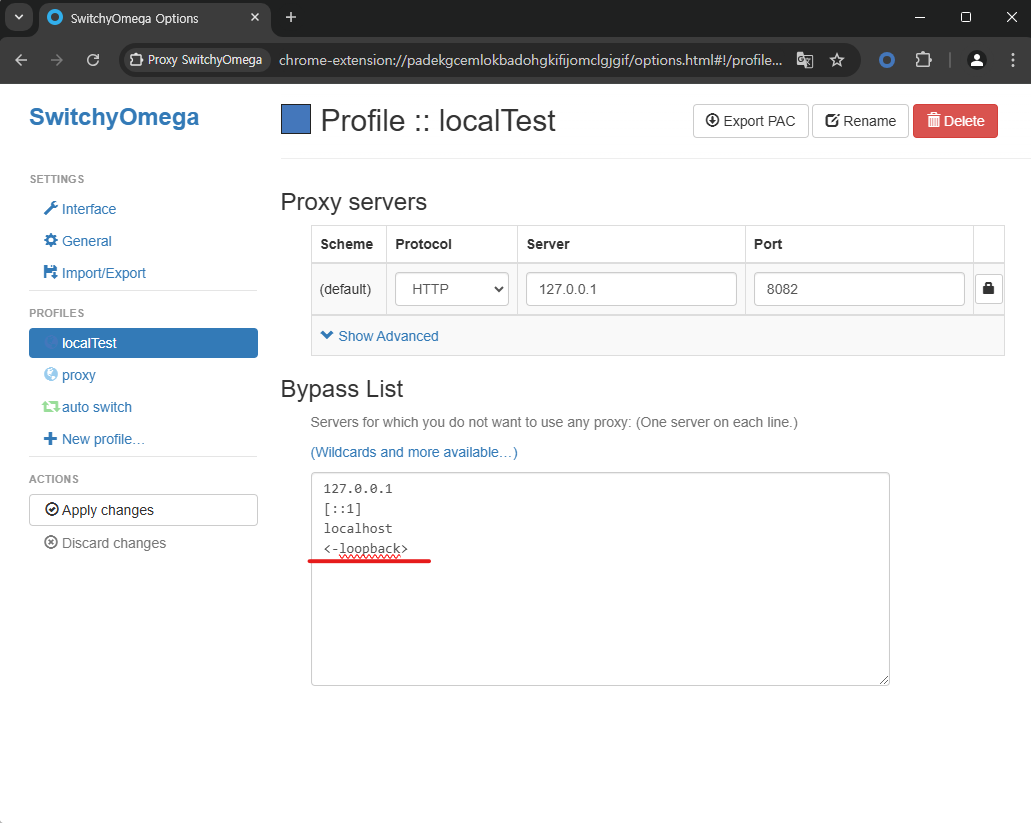 SwitchyOmega Options
Proxy SwitchyOmega
chrome-extension://padekgcemlokbadohgkifijomclgjgif/options.html#!/profile...
SwitchyOmega
SETTINGS
Interface
General
Import/Export
PROFILES
localTest
proxy
auto switch
New profile…
ACTIONS
Apply changes
Discard changes
Profile :: localTest
Export PAC
Rename
Delete
Proxy servers
Scheme Protocol Server Port
(default) HTTP 127.0.0.1 8082
Show Advanced
Bypass List
Servers for which you do not want to use any proxy: (One server on each line.)
(Wildcards and more available…)
127.0.0.1
[::1]
localhost
<-loopback>